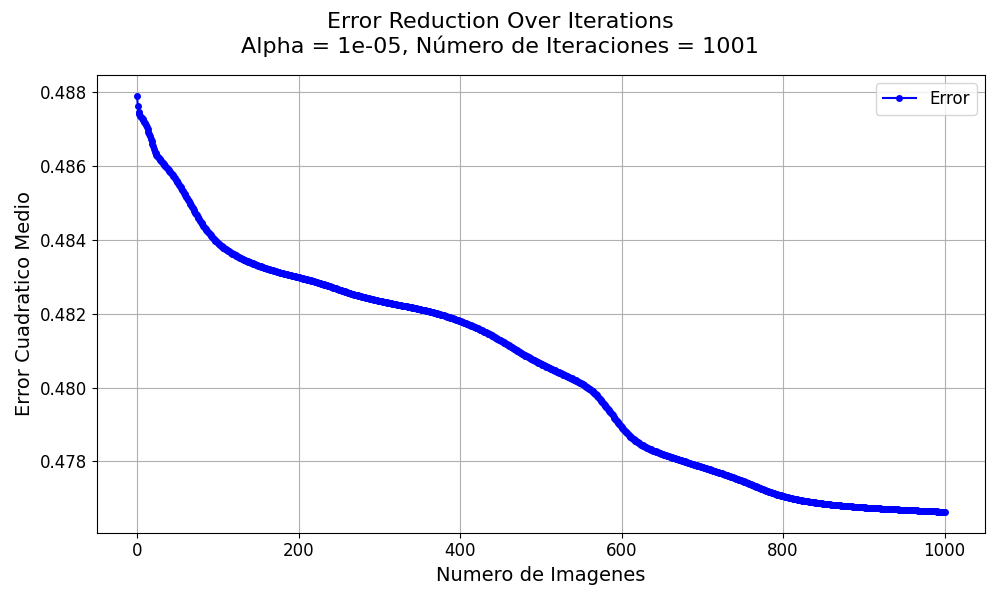 Error Reduction Over Iterations
Alpha = 1e-05, Número de Iteraciones = 1001
Error
0.488
0.486
0.484
0.482
0.480
0.478
Error Cuadratico Medio
0 200 400 600 800 1000
Numero de Imagenes